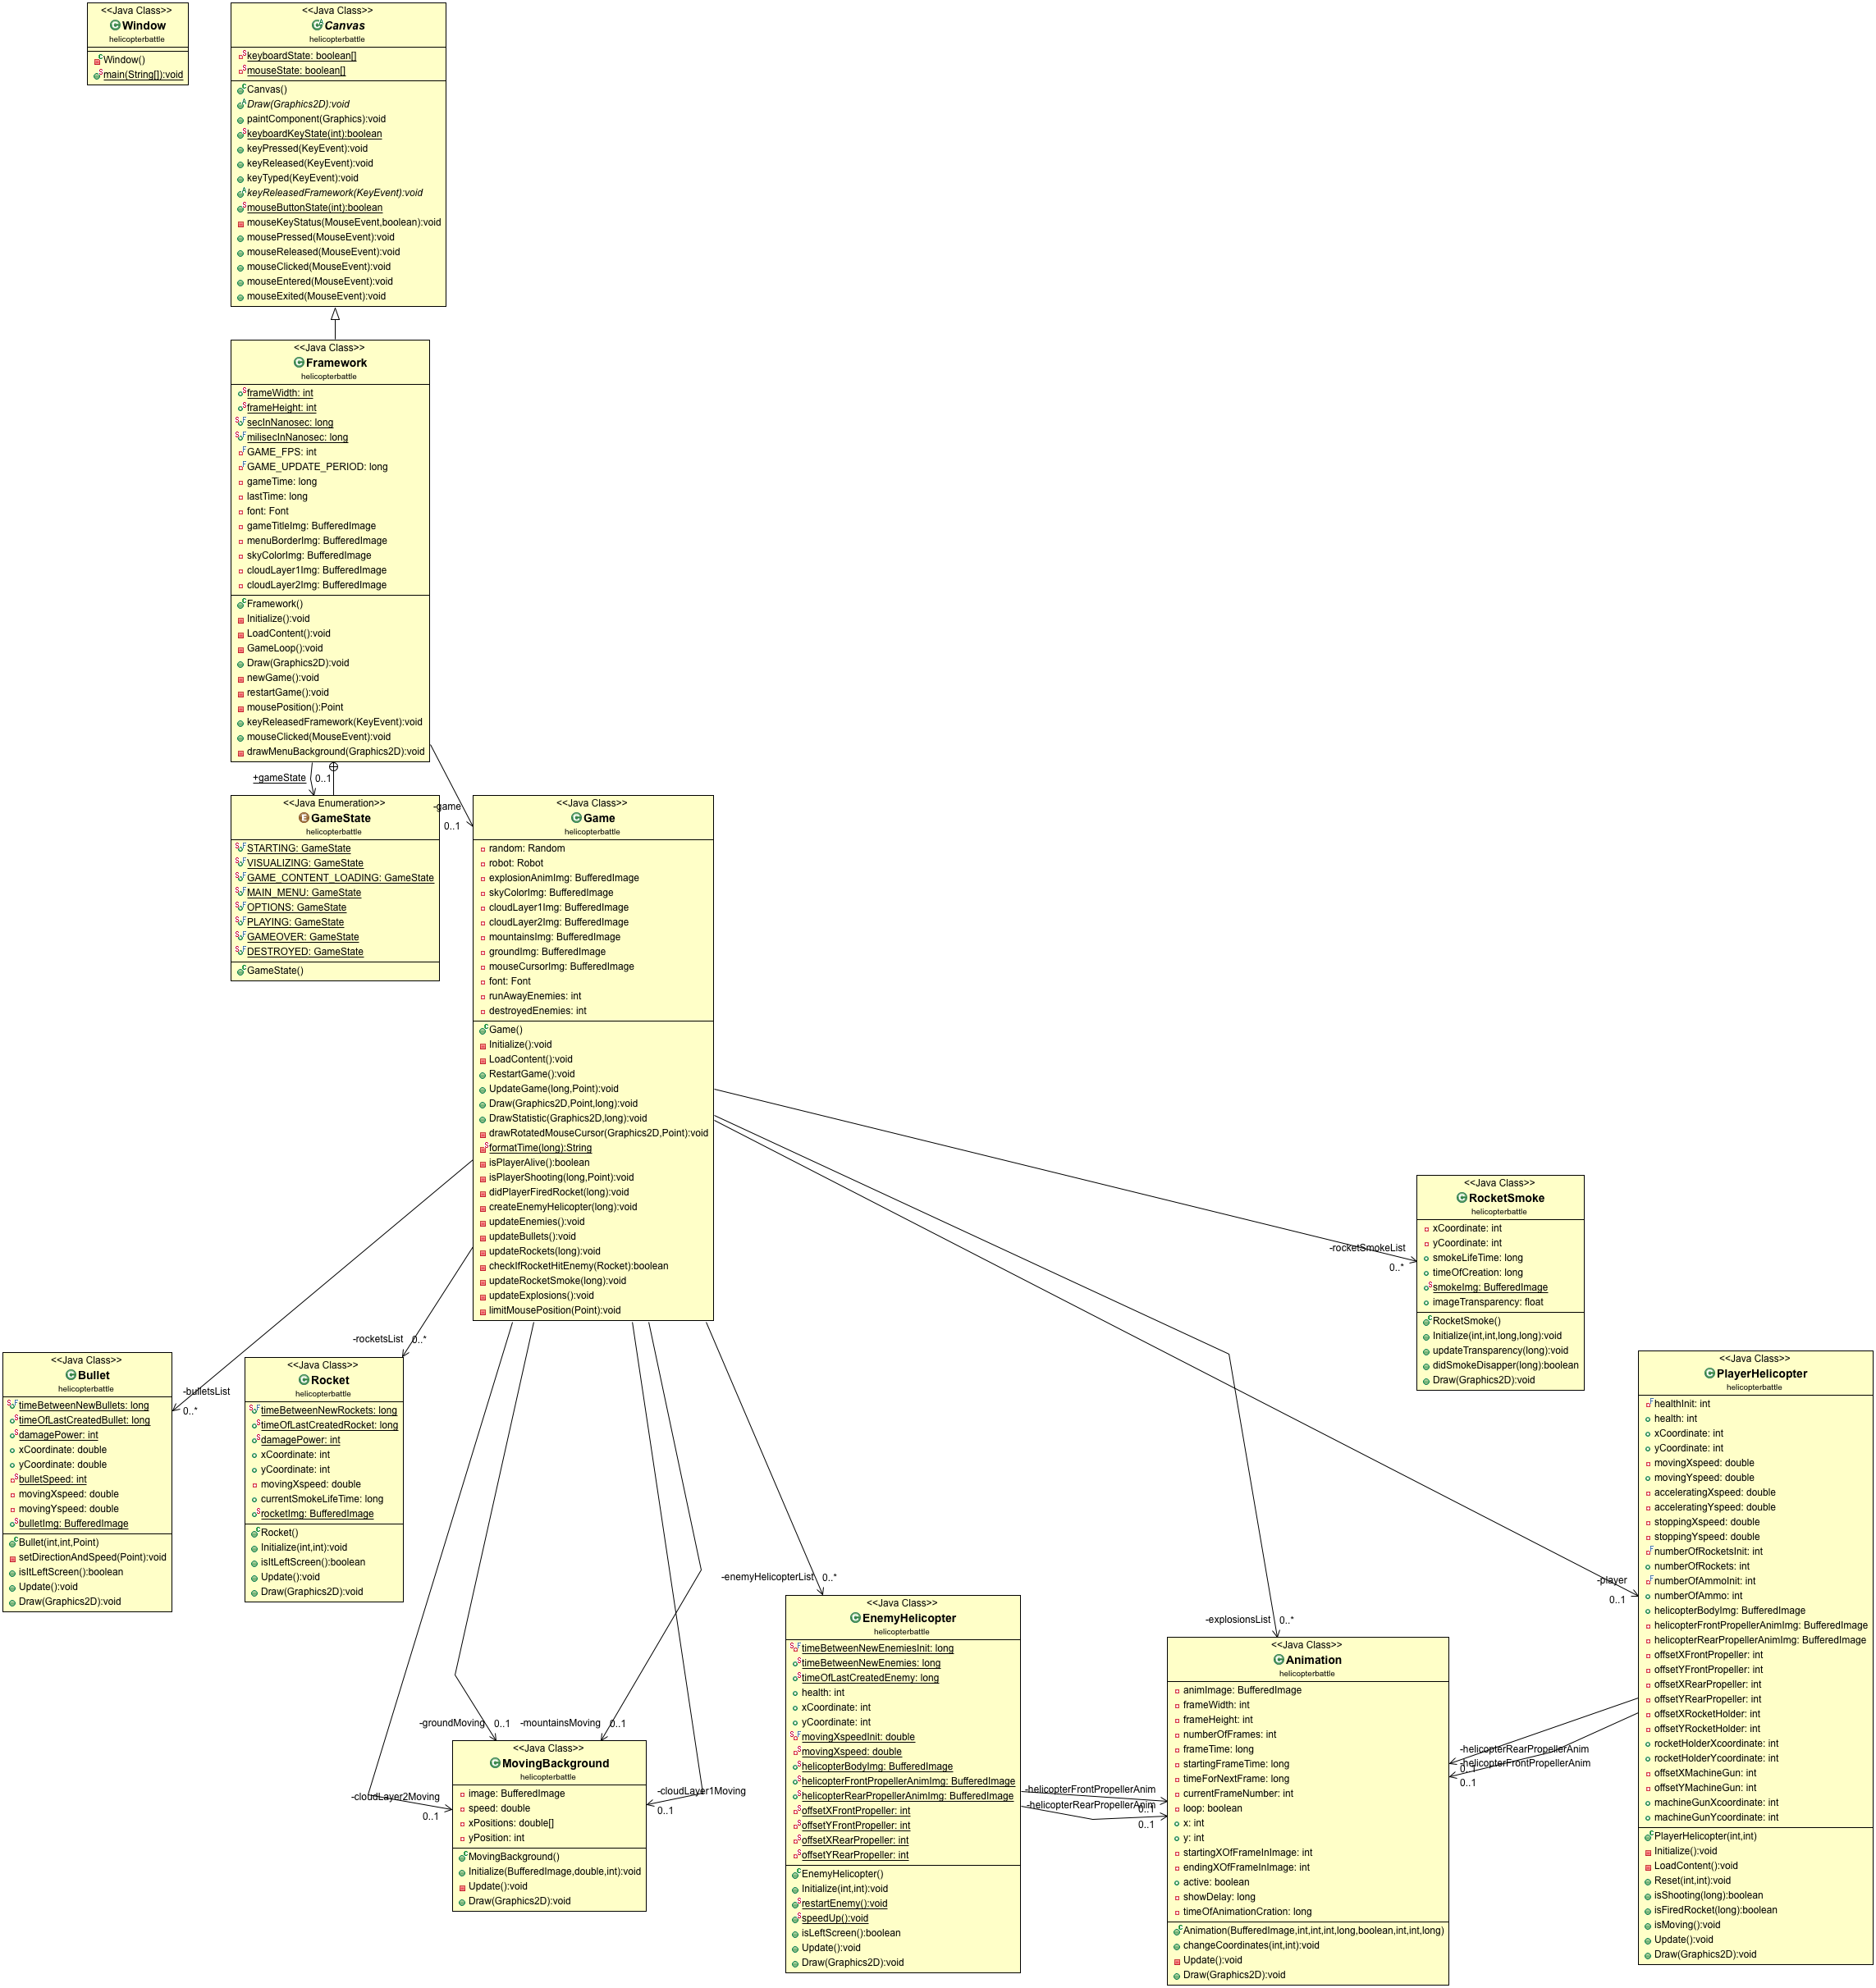 <<Java Class>>
Window
helicopterbattle
Window()
main(String[]):void
<<Java Class>>
Canvas
helicopterbattle
keyboardState: boolean[]
mouseState: boolean[]
Canvas()
Draw(Graphics2D):void
paintComponent(Graphics):void
keyboardKeyState(int):boolean
keyPressed(KeyEvent):void
keyReleased(KeyEvent):void
keyTyped(KeyEvent):void
keyReleasedFramework(KeyEvent):void
mouseButtonState(int):boolean
mouseKeyStatus(MouseEvent,boolean):void
mousePressed(MouseEvent):void
mouseReleased(MouseEvent):void
mouseClicked(MouseEvent):void
mouseEntered(MouseEvent):void
mouseExited(MouseEvent):void
<<Java Class>>
Framework
helicopterbattle
frameWidth: int
frameHeight: int
secInNanosec: long
milisecInNanosec: long
GAME_FPS: int
GAME_UPDATE_PERIOD: long
gameTime: long
lastTime: long
font: Font
gameTitleImg: BufferedImage
menuBorderImg: BufferedImage
skyColorImg: BufferedImage
cloudLayer1Img: BufferedImage
cloudLayer2Img: BufferedImage
Framework()
Initialize():void
LoadContent():void
GameLoop():void
Draw(Graphics2D):void
newGame():void
restartGame():void
mousePosition():Point
keyReleasedFramework(KeyEvent):void
mouseClicked(MouseEvent):void
drawMenuBackground(Graphics2D):void
+gameState 0..1
-game
0..1
<<Java Enumeration>>
GameState
helicopterbattle
STARTING: GameState
VISUALIZING: GameState
GAME_CONTENT_LOADING: GameState
MAIN_MENU: GameState
OPTIONS: GameState
PLAYING: GameState
GAMEOVER: GameState
DESTROYED: GameState
GameState()
<<Java Class>>
Game
helicopterbattle
random: Random
robot: Robot
explosionAnimImg: BufferedImage
skyColorImg: BufferedImage
cloudLayer1Img: BufferedImage
cloudLayer2Img: BufferedImage
mountainsImg: BufferedImage
groundImg: BufferedImage
mouseCursorImg: BufferedImage
font: Font
runAwayEnemies: int
destroyedEnemies: int
Game()
Initialize():void
LoadContent():void
RestartGame():void
UpdateGame(long,Point):void
Draw(Graphics2D,Point,long):void
DrawStatistic(Graphics2D,long):void
drawRotatedMouseCursor(Graphics2D,Point):void
formatTime(long):String
isPlayerAlive():boolean
isPlayerShooting(long,Point):void
didPlayerFiredRocket(long):void
createEnemyHelicopter(long):void
updateEnemies():void
updateBullets():void
updateRockets(long):void
checkIfRocketHitEnemy(Rocket):boolean
updateRocketSmoke(long):void
updateExplosions():void
limitMousePosition(Point):void
-rocketSmokeList
0..*
<<Java Class>>
RocketSmoke
helicopterbattle
xCoordinate: int
yCoordinate: int
smokeLifeTime: long
timeOfCreation: long
smokeImg: BufferedImage
imageTransparency: float
RocketSmoke()
Initialize(int,int,long,long):void
updateTransparency(long):void
didSmokeDisapper(long):boolean
Draw(Graphics2D):void
-bulletsList
0..*
<<Java Class>>
Bullet
helicopterbattle
timeBetweenNewBullets: long
timeOfLastCreatedBullet: long
damagePower: int
xCoordinate: double
yCoordinate: double
bulletSpeed: int
movingXspeed: double
movingYspeed: double
bulletImg: BufferedImage
Bullet(int,int,Point)
setDirectionAndSpeed(Point):void
isItLeftScreen():boolean
Update():void
Draw(Graphics2D):void
-rocketsList 0..*
<<Java Class>>
Rocket
helicopterbattle
timeBetweenNewRockets: long
timeOfLastCreatedRocket: long
damagePower: int
xCoordinate: int
yCoordinate: int
movingXspeed: double
currentSmokeLifeTime: long
rocketImg: BufferedImage
Rocket()
Initialize(int,int):void
isItLeftScreen():boolean
Update():void
Draw(Graphics2D):void
-groundMoving 0..1
-mountainsMoving 0..1
-cloudLayer2Moving
0..1
-cloudLayer1Moving
0..1
<<Java Class>>
MovingBackground
helicopterbattle
image: BufferedImage
speed: double
xPositions: double[]
yPosition: int
MovingBackground()
Initialize(BufferedImage,double,int):void
Update():void
Draw(Graphics2D):void
-enemyHelicopterList 0..*
<<Java Class>>
EnemyHelicopter
helicopterbattle
timeBetweenNewEnemiesInit: long
timeBetweenNewEnemies: long
timeOfLastCreatedEnemy: long
health: int
xCoordinate: int
yCoordinate: int
movingXspeedInit: double
movingXspeed: double
helicopterBodyImg: BufferedImage
helicopterFrontPropellerAnimImg: BufferedImage
helicopterRearPropellerAnimImg: BufferedImage
offsetXFrontPropeller: int
offsetYFrontPropeller: int
offsetXRearPropeller: int
offsetYRearPropeller: int
EnemyHelicopter()
Initialize(int,int):void
restartEnemy():void
speedUp():void
isLeftScreen():boolean
Update():void
Draw(Graphics2D):void
-helicopterFrontPropellerAnim
0..1
-helicopterRearPropellerAnim
0..1
-explosionsList 0..*
<<Java Class>>
Animation
helicopterbattle
animImage: BufferedImage
frameWidth: int
frameHeight: int
numberOfFrames: int
frameTime: long
startingFrameTime: long
timeForNextFrame: long
currentFrameNumber: int
loop: boolean
x: int
y: int
startingXOfFrameInImage: int
endingXOfFrameInImage: int
active: boolean
showDelay: long
timeOfAnimationCration: long
Animation(BufferedImage,int,int,int,long,boolean,int,int,long)
changeCoordinates(int,int):void
Update():void
Draw(Graphics2D):void
-helicopterRearPropellerAnim
0..1
-helicopterFrontPropellerAnim
0..1
-player
0..1
<<Java Class>>
PlayerHelicopter
helicopterbattle
healthInit: int
health: int
xCoordinate: int
yCoordinate: int
movingXspeed: double
movingYspeed: double
acceleratingXspeed: double
acceleratingYspeed: double
stoppingXspeed: double
stoppingYspeed: double
numberOfRocketsInit: int
numberOfRockets: int
numberOfAmmoInit: int
numberOfAmmo: int
helicopterBodyImg: BufferedImage
helicopterFrontPropellerAnimImg: BufferedImage
helicopterRearPropellerAnimImg: BufferedImage
offsetXFrontPropeller: int
offsetYFrontPropeller: int
offsetXRearPropeller: int
offsetYRearPropeller: int
offsetXRocketHolder: int
offsetYRocketHolder: int
rocketHolderXcoordinate: int
rocketHolderYcoordinate: int
offsetXMachineGun: int
offsetYMachineGun: int
machineGunXcoordinate: int
machineGunYcoordinate: int
PlayerHelicopter(int,int)
Initialize():void
LoadContent():void
Reset(int,int):void
isShooting(long):boolean
isFiredRocket(long):boolean
isMoving():void
Update():void
Draw(Graphics2D):void